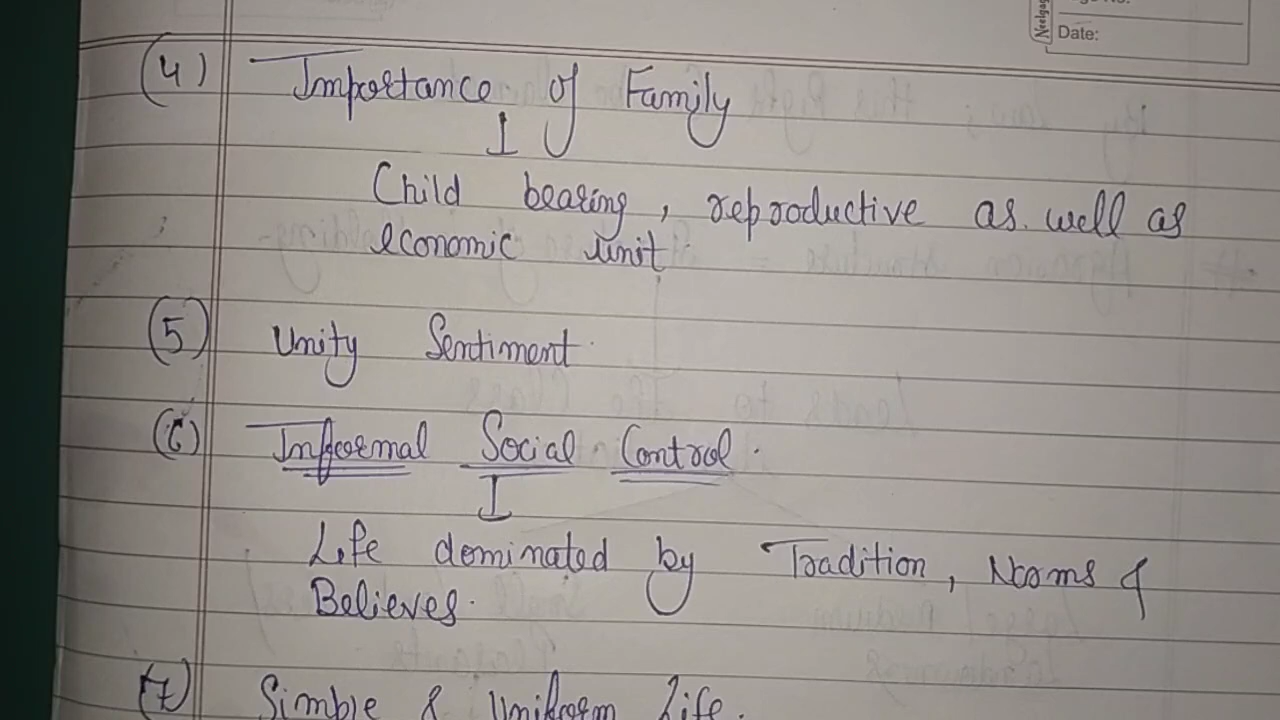 Neelgag
Date:
(4) Importance of Family
Child bearing, reproductive as well as
economic unit
(5) Unity Sentiment
(6) Informal Social Control.
Life dominated by Tradition, Norms &
Believes.
(7) Simple & Uniform Life.